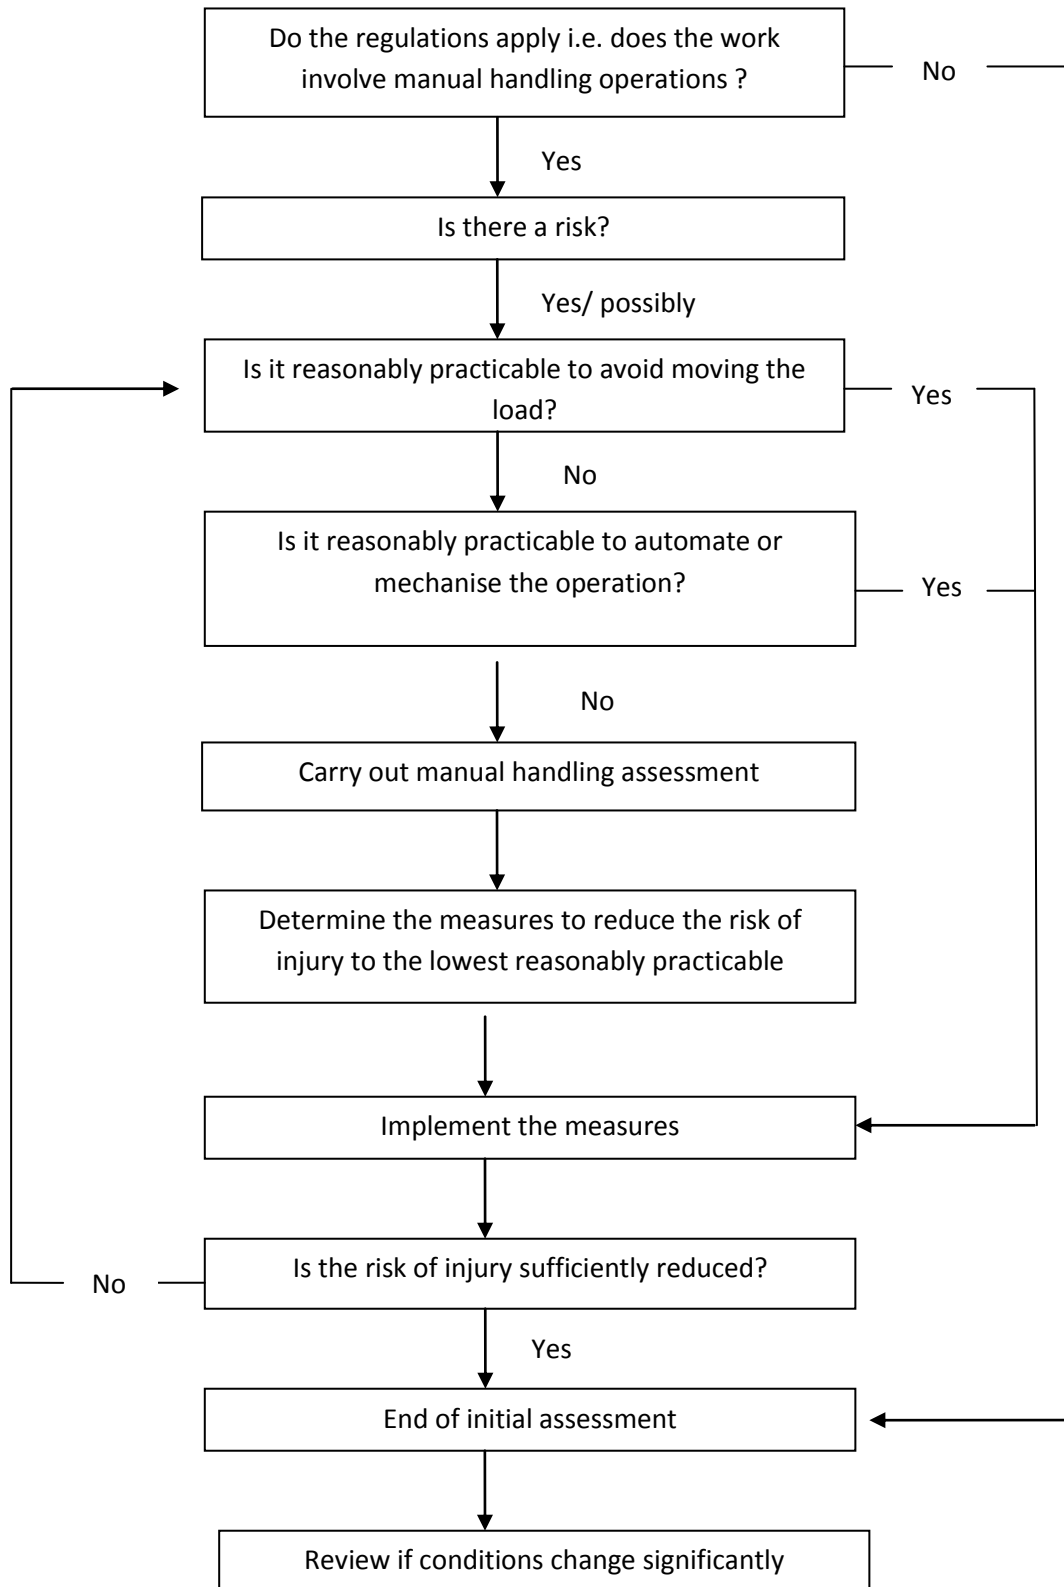 Do the regulations apply i.e. does the work
involve manual handling operations ?
No
Yes
Is there a risk?
Yes/ possibly
Is it reasonably practicable to avoid moving the
load?
Yes
No
Is it reasonably practicable to automate or
mechanise the operation?
Yes
No
Carry out manual handling assessment
Determine the measures to reduce the risk of
injury to the lowest reasonably practicable
Implement the measures
Is the risk of injury sufficiently reduced?
No
Yes
End of initial assessment
Review if conditions change significantly